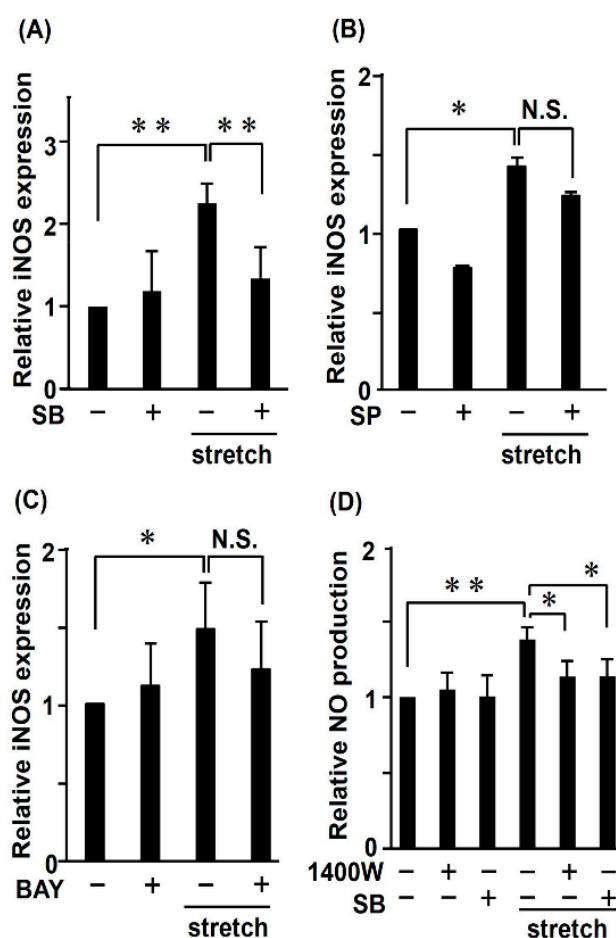 (A)
Relative iNOS expression
3
2
1
0
* *
* *
SB
− + − +
stretch
(B)
Relative iNOS expression
2
1
0
*
N.S.
SP
− + − +
stretch
(C)
Relative iNOS expression
2
1
0
*
N.S.
BAY
− + − +
stretch
(D)
Relative NO production
2
1
0
* *
*
*
1400W − + − − + −
SB − − + − − +
stretch